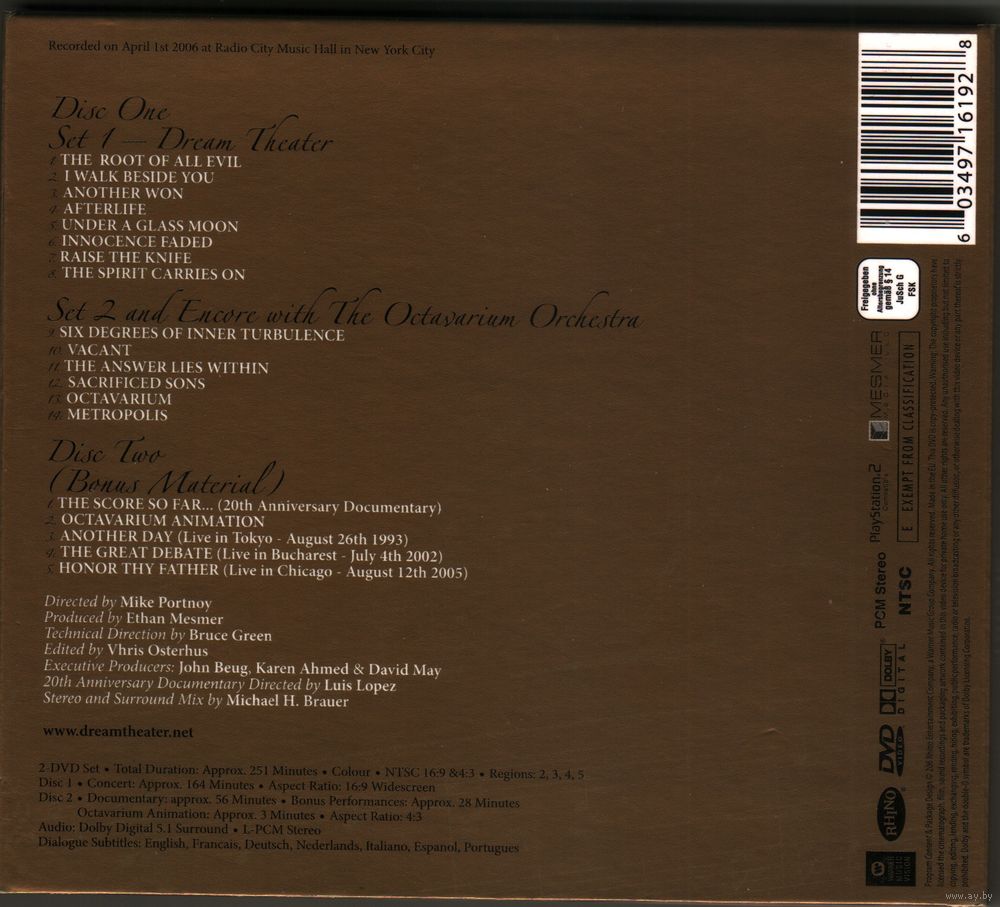 Recorded on April 1st 2006 at Radio City Music Hall in New York City
Disc One
Set 1 — Dream Theater
1. THE ROOT OF ALL EVIL
2. I WALK BESIDE YOU
3. ANOTHER WON
4. AFTERLIFE
5. UNDER A GLASS MOON
6. INNOCENCE FADED
7. RAISE THE KNIFE
8. THE SPIRIT CARRIES ON
Set 2 and Encore with The Octavarium Orchestra
9. SIX DEGREES OF INNER TURBULENCE
10. VACANT
11. THE ANSWER LIES WITHIN
12. SACRIFICED SONS
13. OCTAVARIUM
14. METROPOLIS
Disc Two
(Bonus Material)
1. THE SCORE SO FAR... (20th Anniversary Documentary)
2. OCTAVARIUM ANIMATION
3. ANOTHER DAY (Live in Tokyo - August 26th 1993)
4. THE GREAT DEBATE (Live in Bucharest - July 4th 2002)
5. HONOR THY FATHER (Live in Chicago - August 12th 2005)
Directed by Mike Portnoy
Produced by Ethan Mesmer
Technical Direction by Bruce Green
Edited by Vhris Osterhus
Executive Producers: John Beug, Karen Ahmed & David May
20th Anniversary Documentary Directed by Luis Lopez
Stereo and Surround Mix by Michael H. Brauer
www.dreamtheater.net
2-DVD Set • Total Duration: Approx. 251 Minutes • Colour • NTSC 16:9 &4:3 • Regions: 2, 3, 4, 5
Disc 1 • Concert: Approx. 164 Minutes • Aspect Ratio: 16:9 Widescreen
Disc 2 • Documentary: approx. 56 Minutes • Bonus Performances: Approx. 28 Minutes
Octavarium Animation: Approx. 3 Minutes • Aspect Ratio: 4:3
Audio: Dolby Digital 5.1 Surround • L-PCM Stereo
Dialogue Subtitles: English, Francais, Deutsch, Nederlands, Italiano, Espanol, Portugues
6 03497 16192 8
Freigegeben
ohne
Altersbegrenzung
gemäß § 14
JuSchG
FSK
MESMER
E EXEMPT FROM CLASSIFICATION
PlayStation.2
PCM Stereo
NTSC
DOLBY
DIGITAL
DVD
VIDEO
RHINO
WARNER
MUSIC
VISION
www.ay.by